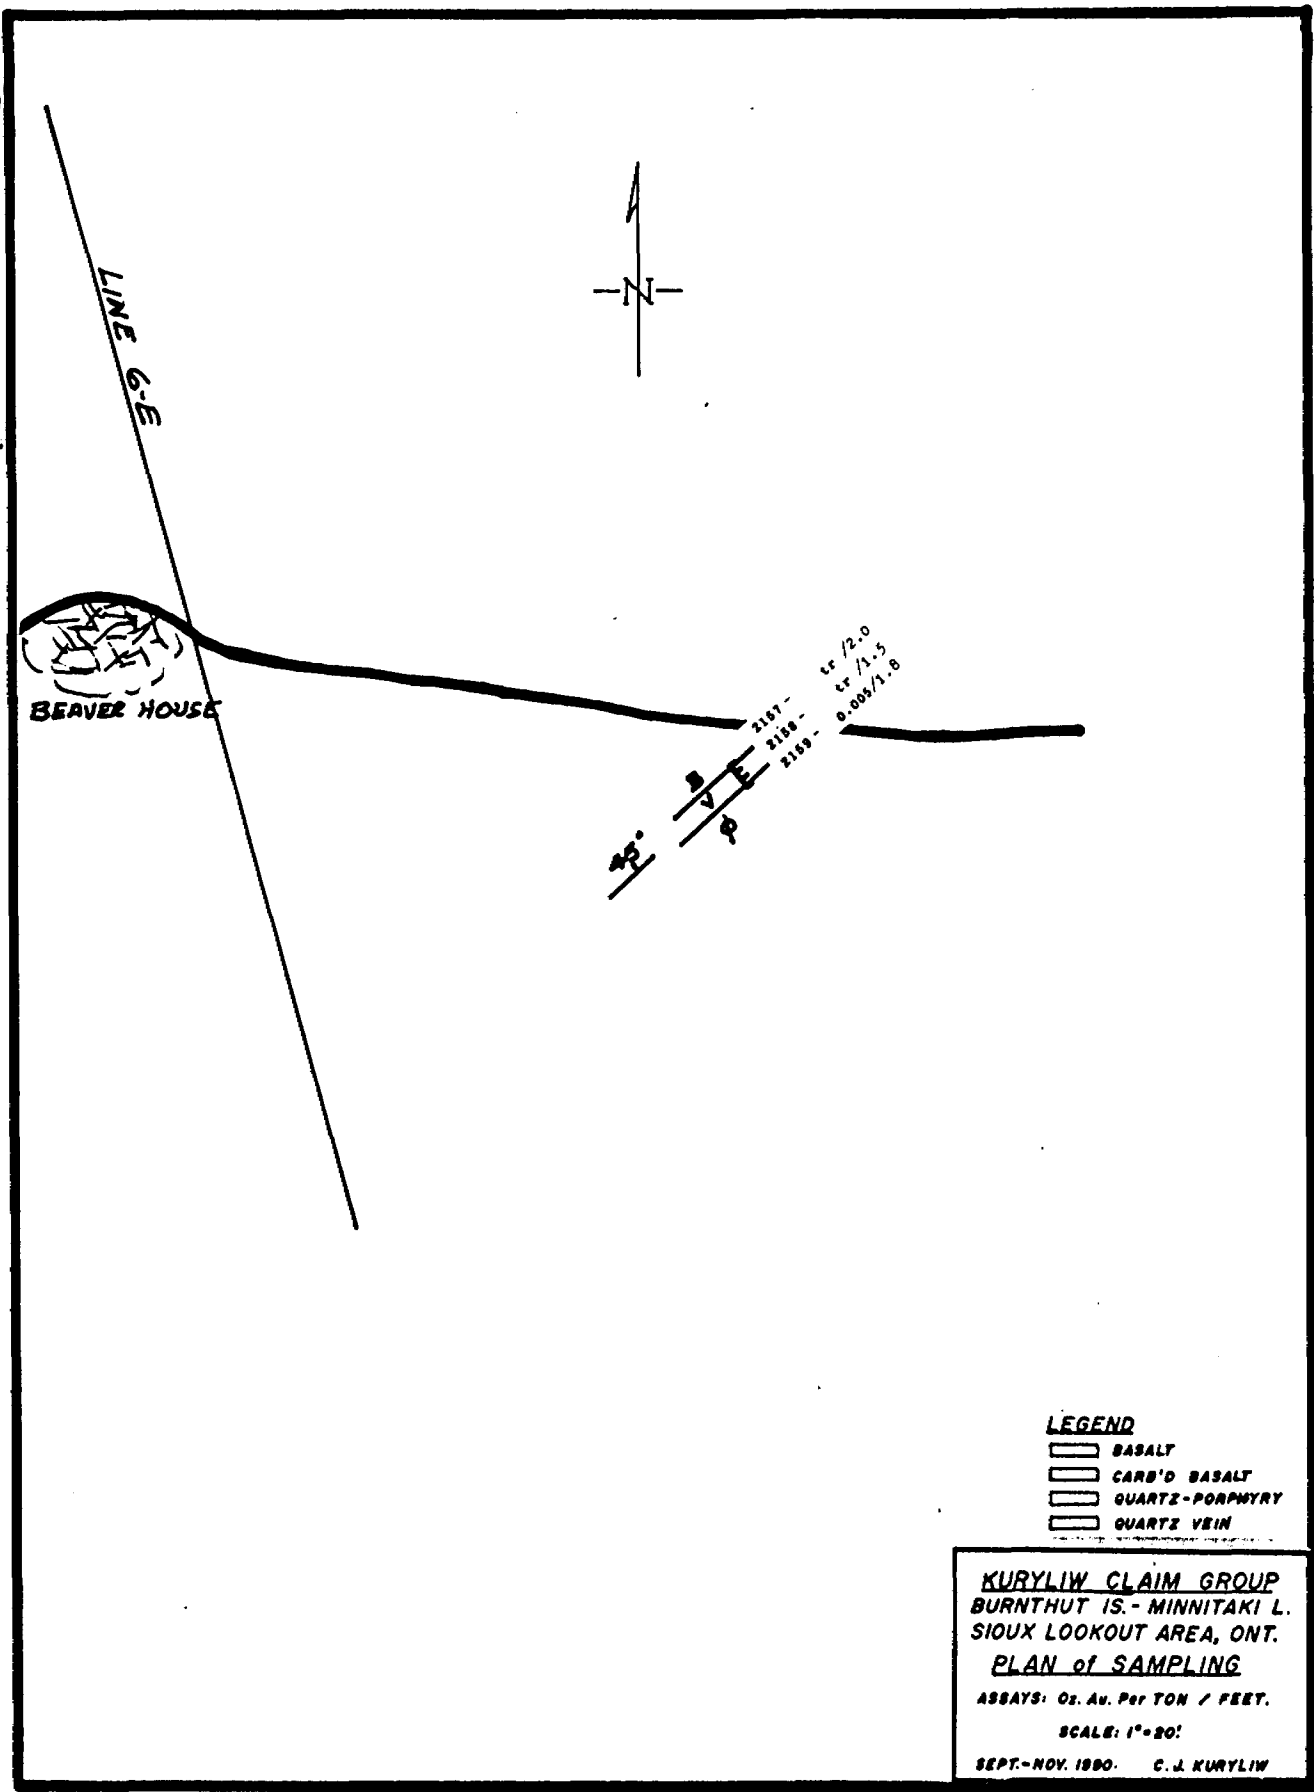 LINE 6-E
-N-
BEAVER HOUSE
2157- tr /2.0
2158- tr /1.5
2159- 0.005/1.8
B
V
φ
45°
LEGEND
BASALT
CARB'D BASALT
QUARTZ-PORPHYRY
QUARTZ VEIN
KURYLIW CLAIM GROUP
BURNTHUT IS.- MINNITAKI L.
SIOUX LOOKOUT AREA, ONT.
PLAN of SAMPLING
ASSAYS: Oz. Au. Per TON / FEET.
SCALE: 1"=20'
SEPT.-NOV. 1990. C.J. KURYLIW